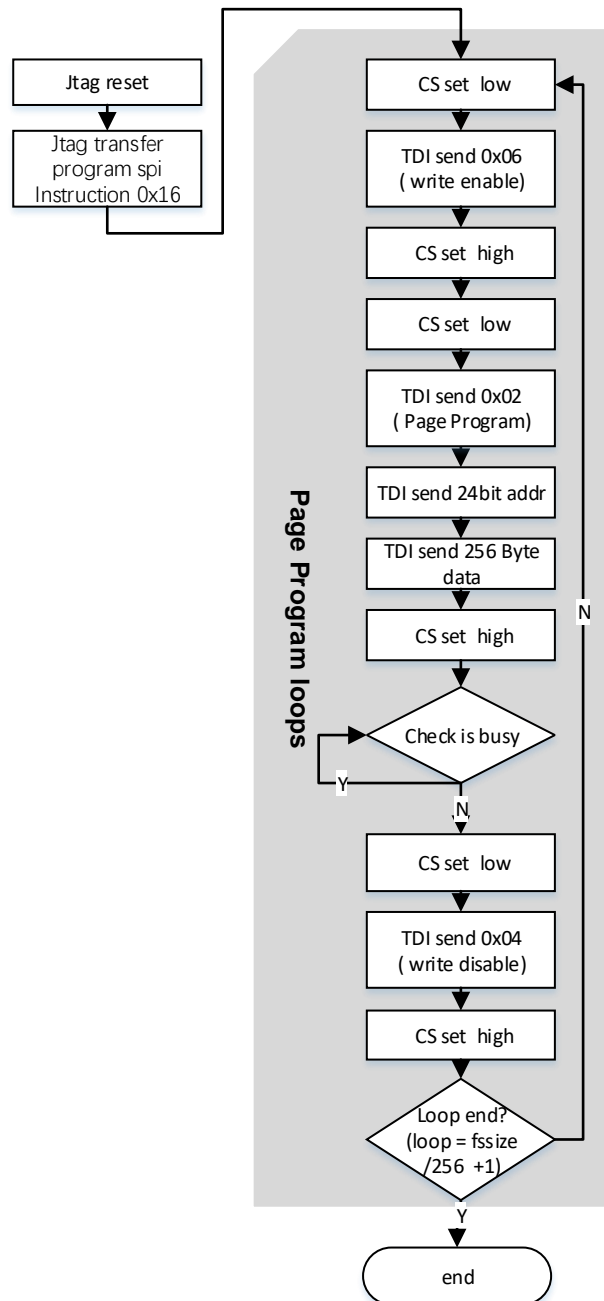 Jtag reset
Jtag transfer
program spi
Instruction 0x16
CS set low
TDI send 0x06
( write enable)
CS set high
CS set low
TDI send 0x02
( Page Program)
TDI send 24bit addr
TDI send 256 Byte
data
CS set high
Check is busy
Y
N
CS set low
TDI send 0x04
( write disable)
CS set high
Loop end?
(loop = fssize
/256 +1)
N
Y
end
Page Program loops